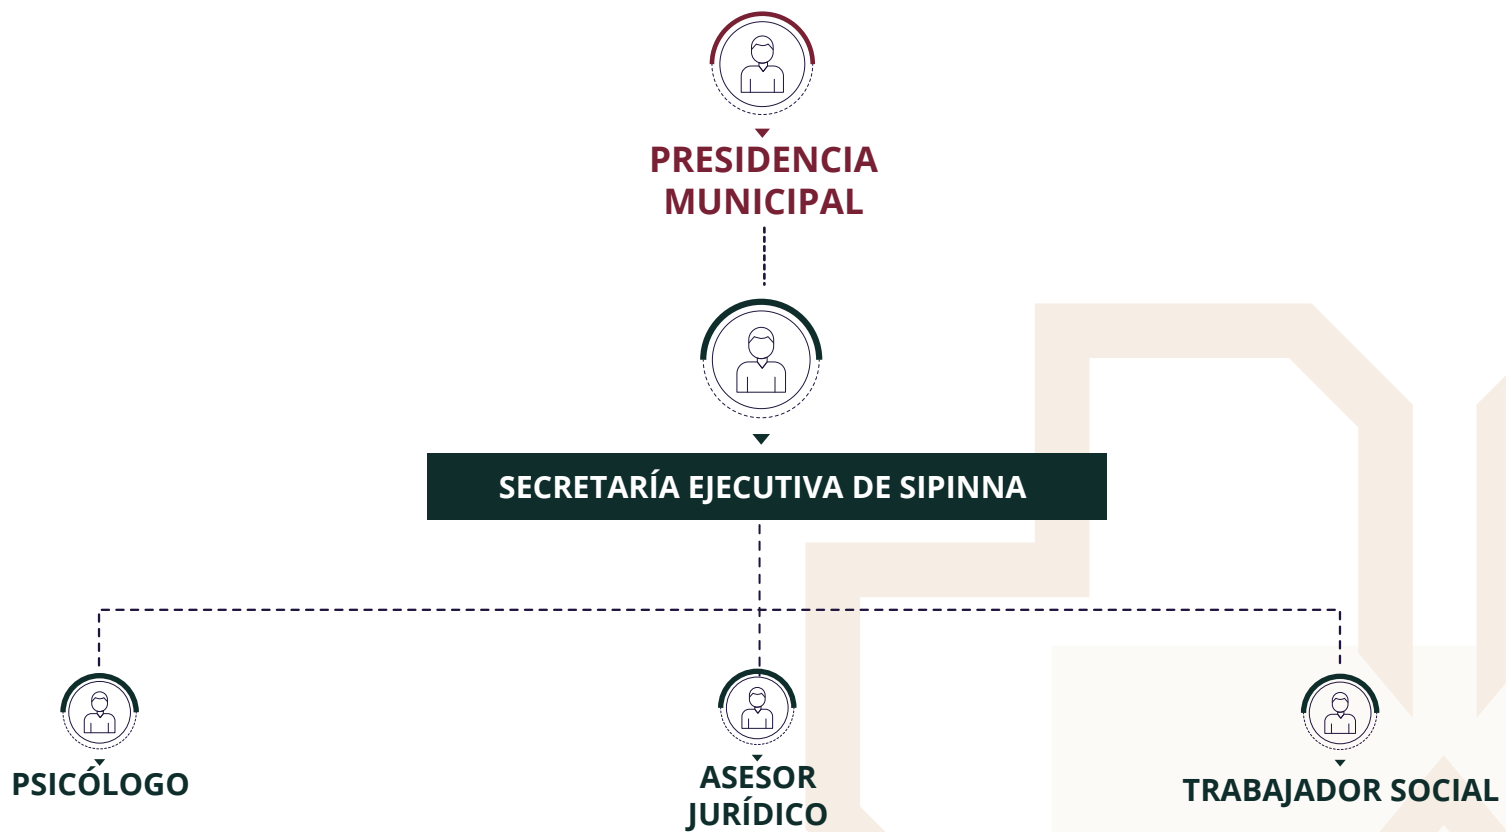 PRESIDENCIA
MUNICIPAL
SECRETARÍA EJECUTIVA DE SIPINNA
PSICÓLOGO
ASESOR
JURÍDICO
TRABAJADOR SOCIAL